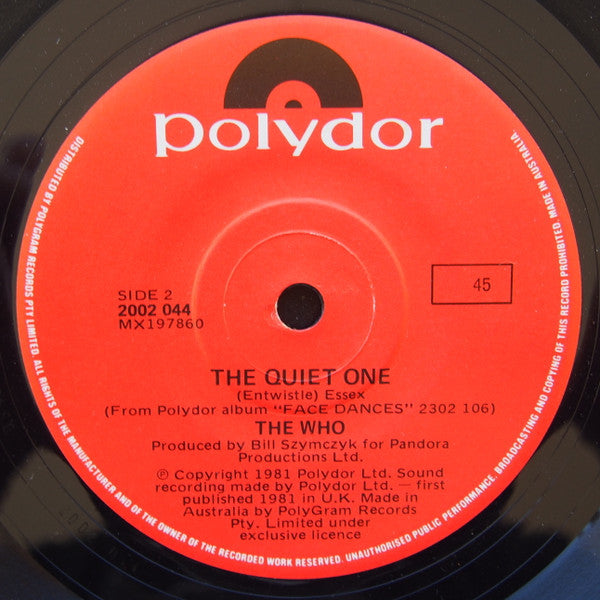 polydor
SIDE 2
2002 044
MX197860
45
THE QUIET ONE
(Entwistle) Essex
(From Polydor album "FACE DANCES" 2302 106)
THE WHO
Produced by Bill Szymczyk for Pandora
Productions Ltd.
℗ Copyright 1981 Polydor Ltd. Sound
recording made by Polydor Ltd. — first
published 1981 in U.K. Made in
Australia by PolyGram Records
Pty. Limited under
exclusive licence
DISTRIBUTED BY POLYGRAM RECORDS PTY LIMITED. ALL RIGHTS OF THE MANUFACTURER AND OF THE OWNER OF THE RECORDED WORK RESERVED. UNAUTHORISED PUBLIC PERFORMANCE, BROADCASTING AND COPYING OF THIS RECORD PROHIBITED. MADE IN AUSTRALIA